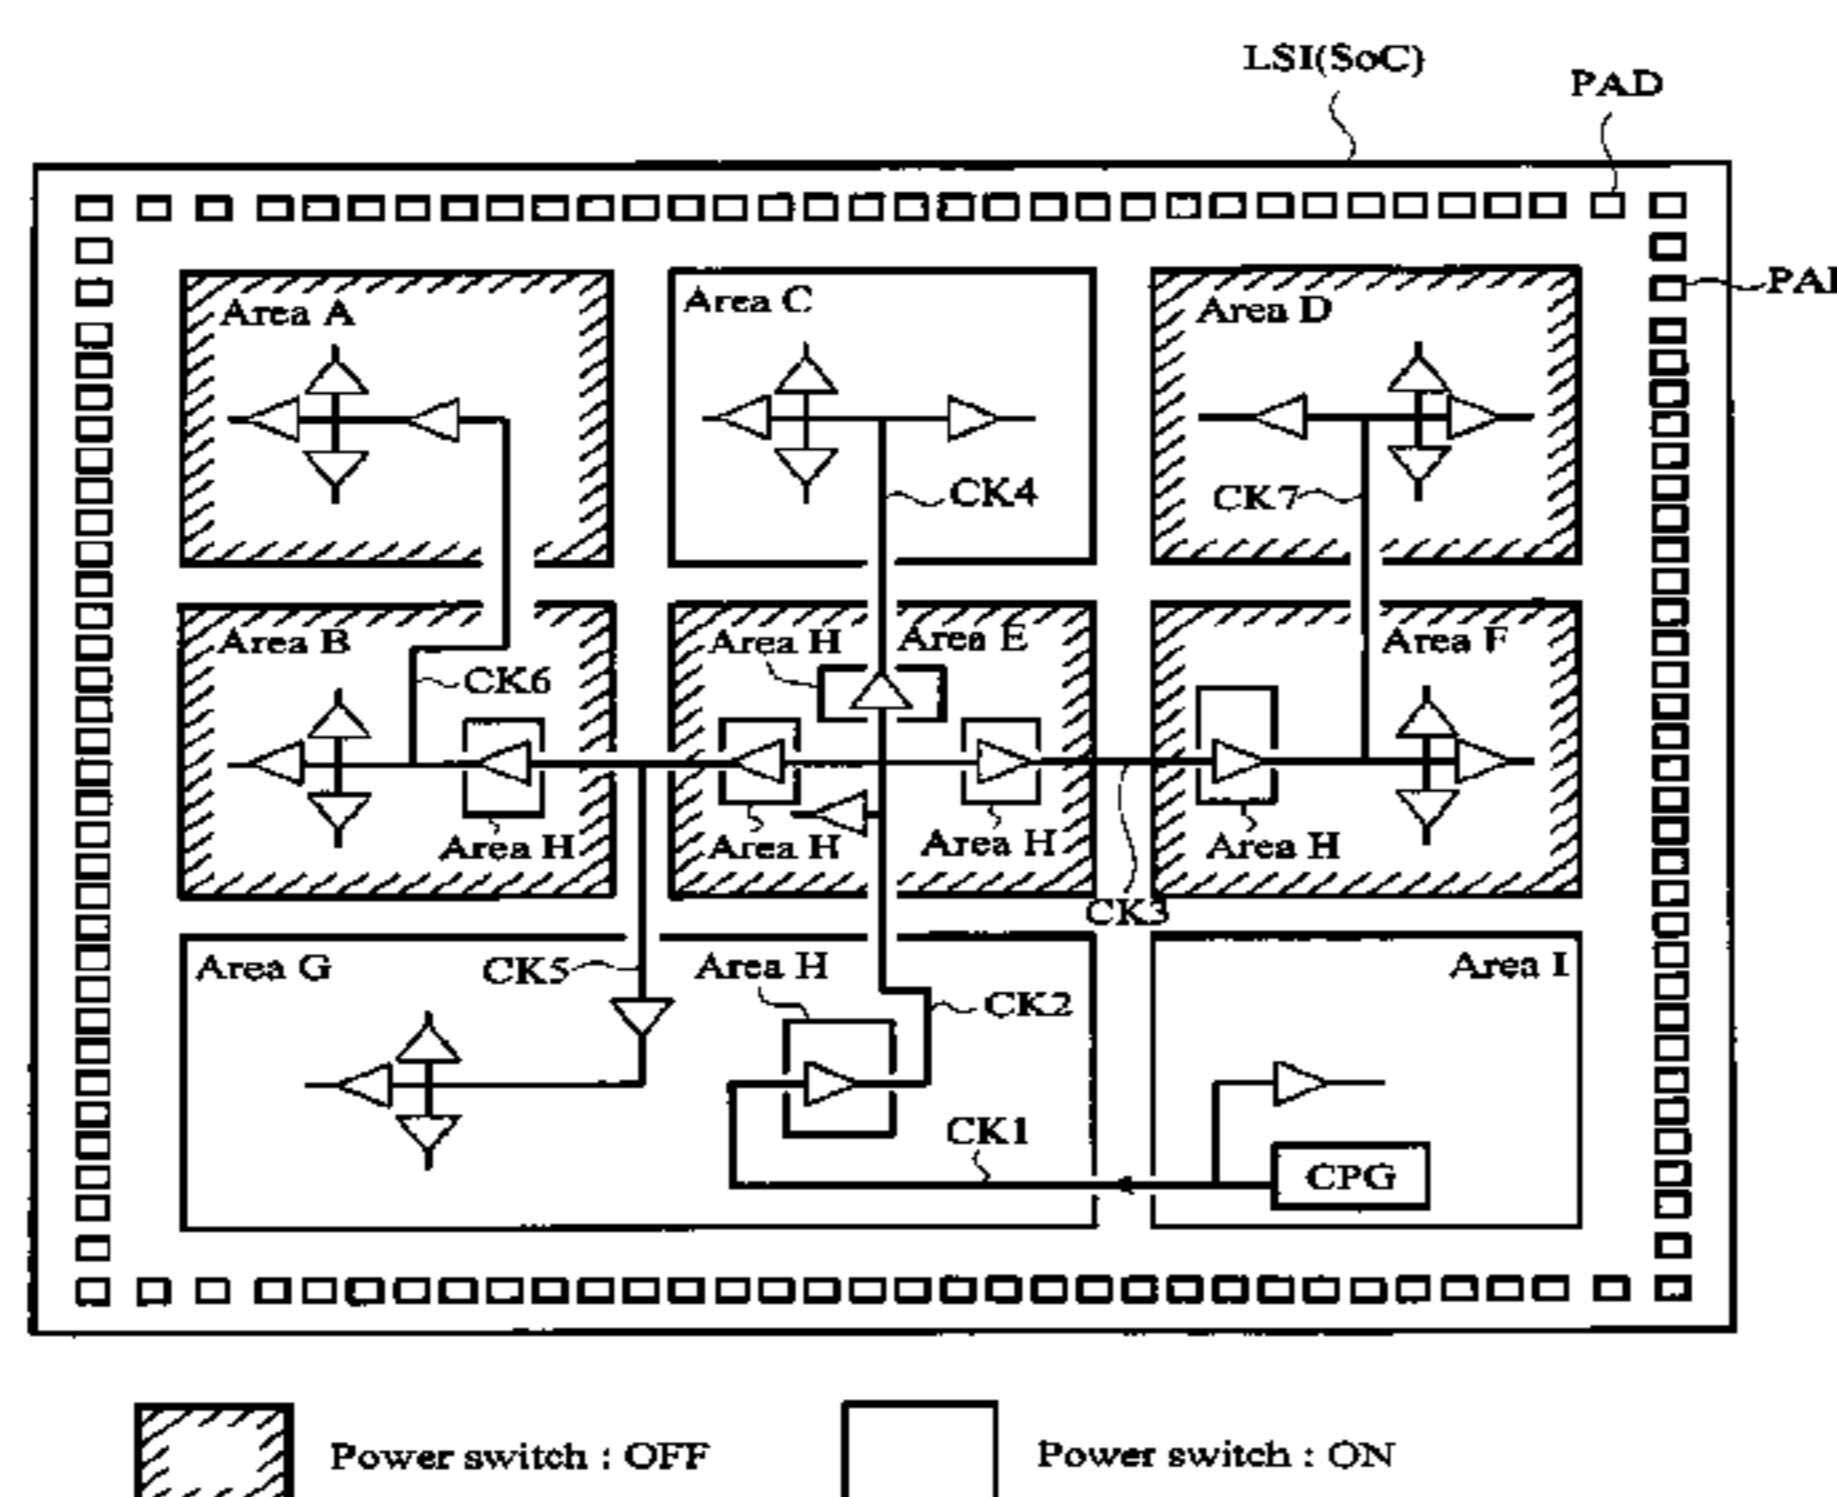 LSI(SoC)
PAD
PAI
Area A
Area C
Area D
CK4
CK7
Area B
Area H
Area E
Area F
CK6
Area H
Area H
Area H
Area H
CK3
Area G
CK5
Area H
CK2
Area I
CK1
CPG
Power switch : OFF
Power switch : ON